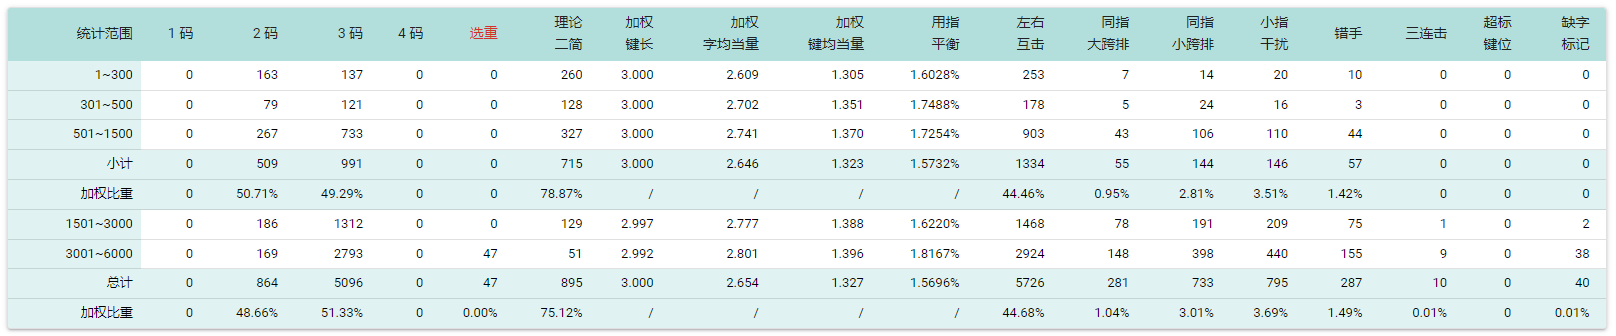 统计范围 1 码 2 码 3 码 4 码 选重 理论二简 加权键长 加权字均当量 加权键均当量 用指平衡 左右互击 同指大跨排 同指小跨排 小指干扰 错手 三连击 超标键位 缺字标记
1~300 0 163 137 0 0 260 3.000 2.609 1.305 1.6028% 253 7 14 20 10 0 0 0
301~500 0 79 121 0 0 128 3.000 2.702 1.351 1.7488% 178 5 24 16 3 0 0 0
501~1500 0 267 733 0 0 327 3.000 2.741 1.370 1.7254% 903 43 106 110 44 0 0 0
小计 0 509 991 0 0 715 3.000 2.646 1.323 1.5732% 1334 55 144 146 57 0 0 0
加权比重 0 50.71% 49.29% 0 0 78.87% / / / / 44.46% 0.95% 2.81% 3.51% 1.42% 0 0 0
1501~3000 0 186 1312 0 0 129 2.997 2.777 1.388 1.6220% 1468 78 191 209 75 1 0 2
3001~6000 0 169 2793 0 47 51 2.992 2.801 1.396 1.8167% 2924 148 398 440 155 9 0 38
总计 0 864 5096 0 47 895 3.000 2.654 1.327 1.5696% 5726 281 733 795 287 10 0 40
加权比重 0 48.66% 51.33% 0 0.00% 75.12% / / / / 44.68% 1.04% 3.01% 3.69% 1.49% 0.01% 0 0.01%